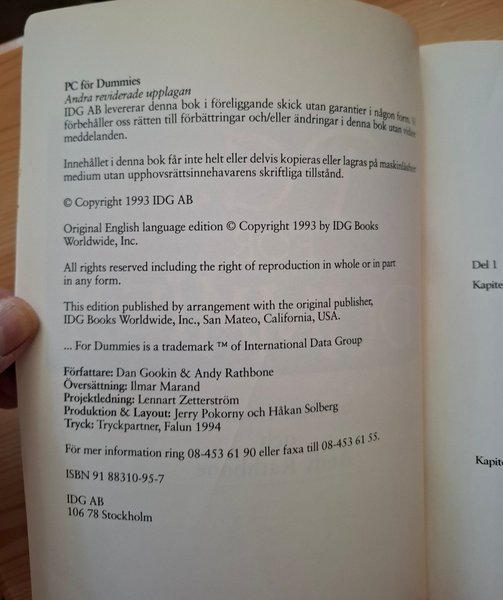 PC för Dummies
Andra reviderade upplagan
IDG AB levererar denna bok i föreliggande skick utan garantier i någon form. Vi
förbehåller oss rätten till förbättringar och/eller ändringar i denna bok utan vidare
meddelanden.
Innehållet i denna bok får inte helt eller delvis kopieras eller lagras på maskinläsbart
medium utan upphovsrättsinnehavarens skriftliga tillstånd.
© Copyright 1993 IDG AB
Original English language edition © Copyright 1993 by IDG Books
Worldwide, Inc.
All rights reserved including the right of reproduction in whole or in part
in any form.
This edition published by arrangement with the original publisher,
IDG Books Worldwide, Inc., San Mateo, California, USA.
... For Dummies is a trademark ™ of International Data Group
Författare: Dan Gookin & Andy Rathbone
Översättning: Ilmar Marand
Projektledning: Lennart Zetterström
Produktion & Layout: Jerry Pokorny och Håkan Solberg
Tryck: Tryckpartner, Falun 1994
För mer information ring 08-453 61 90 eller faxa till 08-453 61 55.
ISBN 91 88310-95-7
IDG AB
106 78 Stockholm
Del 1
Kapite
Kapite